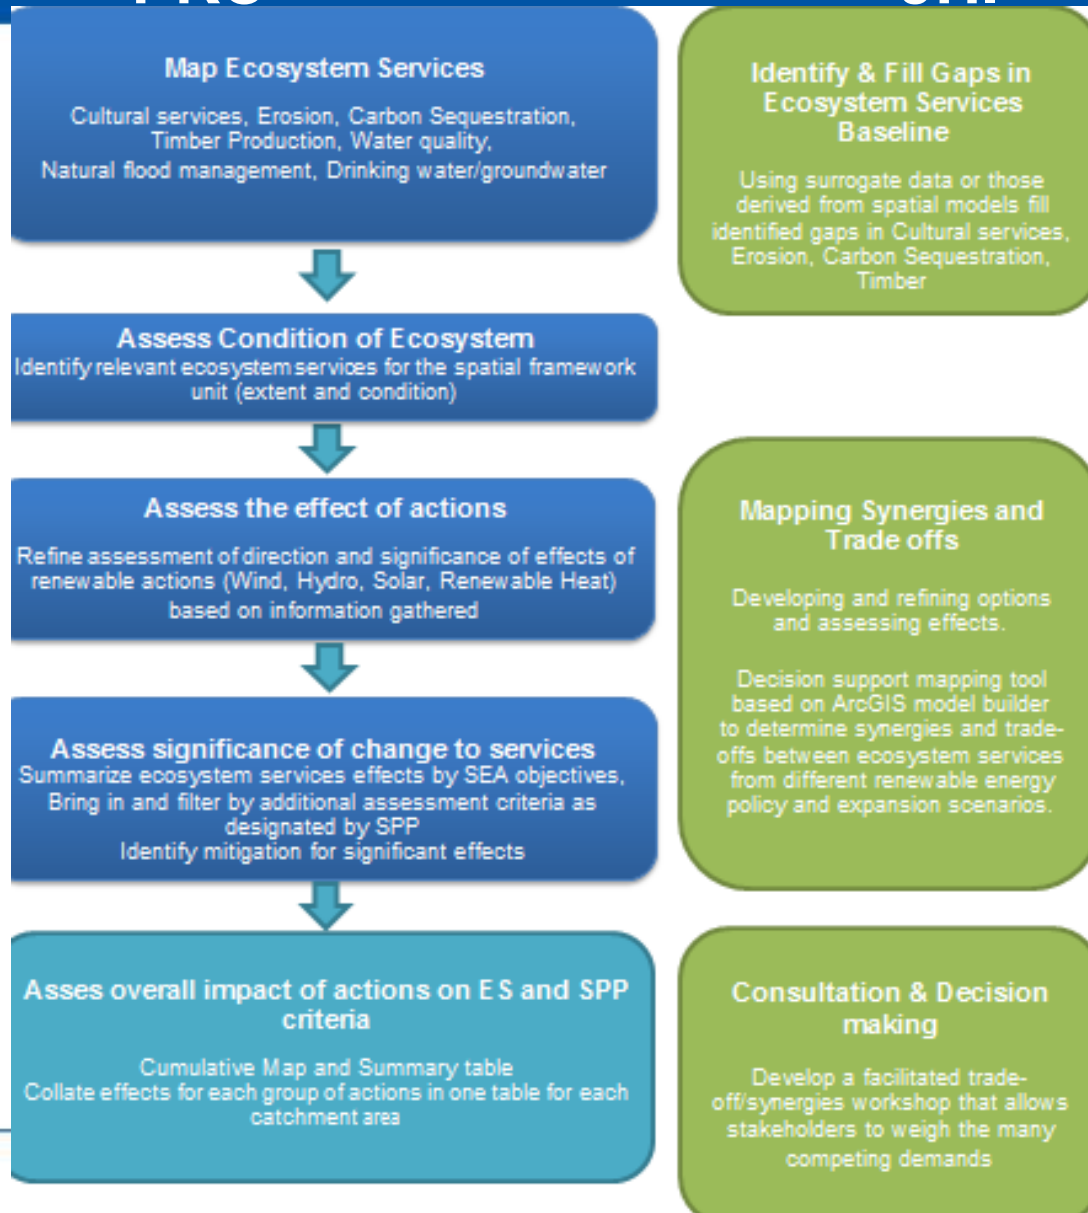 Map Ecosystem Services
Cultural services, Erosion, Carbon Sequestration,
Timber Production, Water quality,
Natural flood management, Drinking water/groundwater
Assess Condition of Ecosystem
Identify relevant ecosystem services for the spatial framework
unit (extent and condition)
Assess the effect of actions
Refine assessment of direction and significance of effects of
renewable actions (Wind, Hydro, Solar, Renewable Heat)
based on information gathered
Assess significance of change to services
Summarize ecosystem services effects by SEA objectives,
Bring in and filter by additional assessment criteria as
designated by SPP
Identify mitigation for significant effects
Asses overall impact of actions on ES and SPP
criteria
Cumulative Map and Summary table
Collate effects for each group of actions in one table for each
catchment area
Identify & Fill Gaps in
Ecosystem Services
Baseline
Using surrogate data or those
derived from spatial models fill
identified gaps in Cultural services,
Erosion, Carbon Sequestration,
Timber
Mapping Synergies and
Trade offs
Developing and refining options
and assessing effects.
Decision support mapping tool
based on ArcGIS model builder
to determine synergies and trade-
offs between ecosystem services
from different renewable energy
policy and expansion scenarios.
Consultation & Decision
making
Develop a facilitated trade-
off/synergies workshop that allows
stakeholders to weigh the many
competing demands